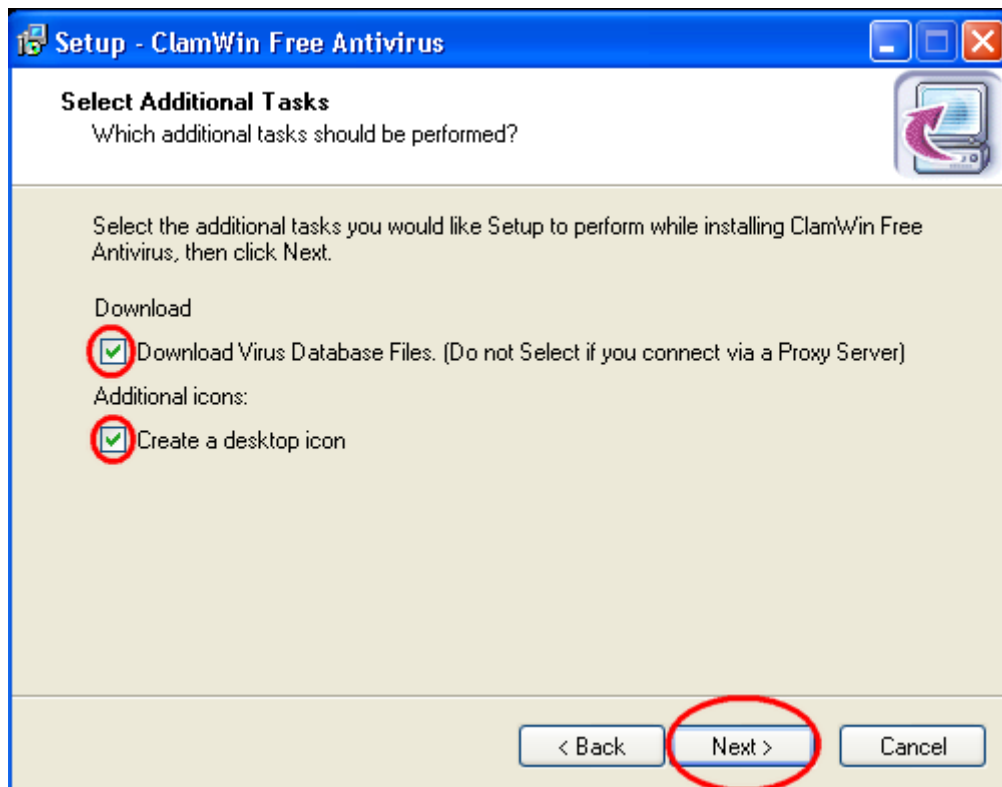 Setup - ClamWin Free Antivirus
Select Additional Tasks
Which additional tasks should be performed?
Select the additional tasks you would like Setup to perform while installing ClamWin Free
Antivirus, then click Next.
Download
Download Virus Database Files. (Do not Select if you connect via a Proxy Server)
Additional icons:
Create a desktop icon
< Back Next > Cancel